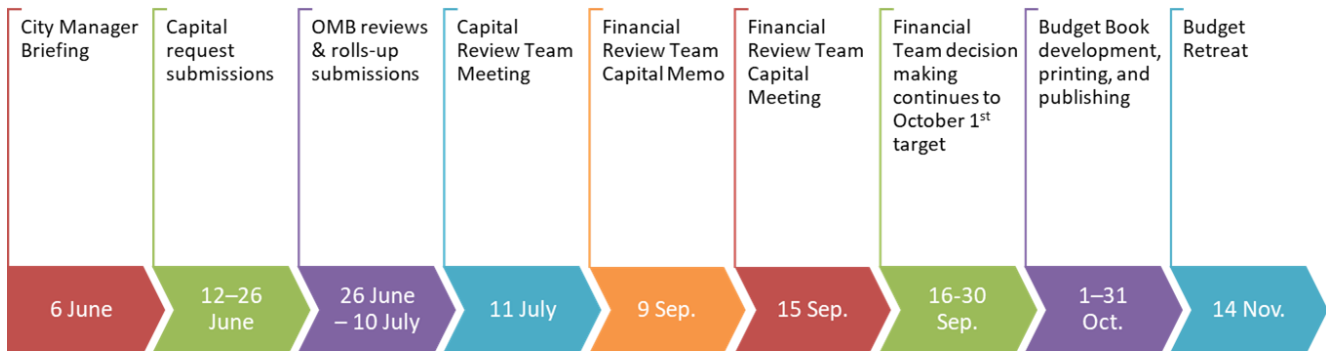 City Manager
Briefing
Capital
request
submissions
OMB reviews
& rolls-up
submissions
Capital
Review Team
Meeting
Financial
Review Team
Capital Memo
Financial
Review Team
Capital
Meeting
Financial
Team decision
making
continues to
October 1st
target
Budget Book
development,
printing, and
publishing
Budget
Retreat
6 June
12–26
June
26 June
– 10 July
11 July
9 Sep.
15 Sep.
16-30
Sep.
1–31
Oct.
14 Nov.